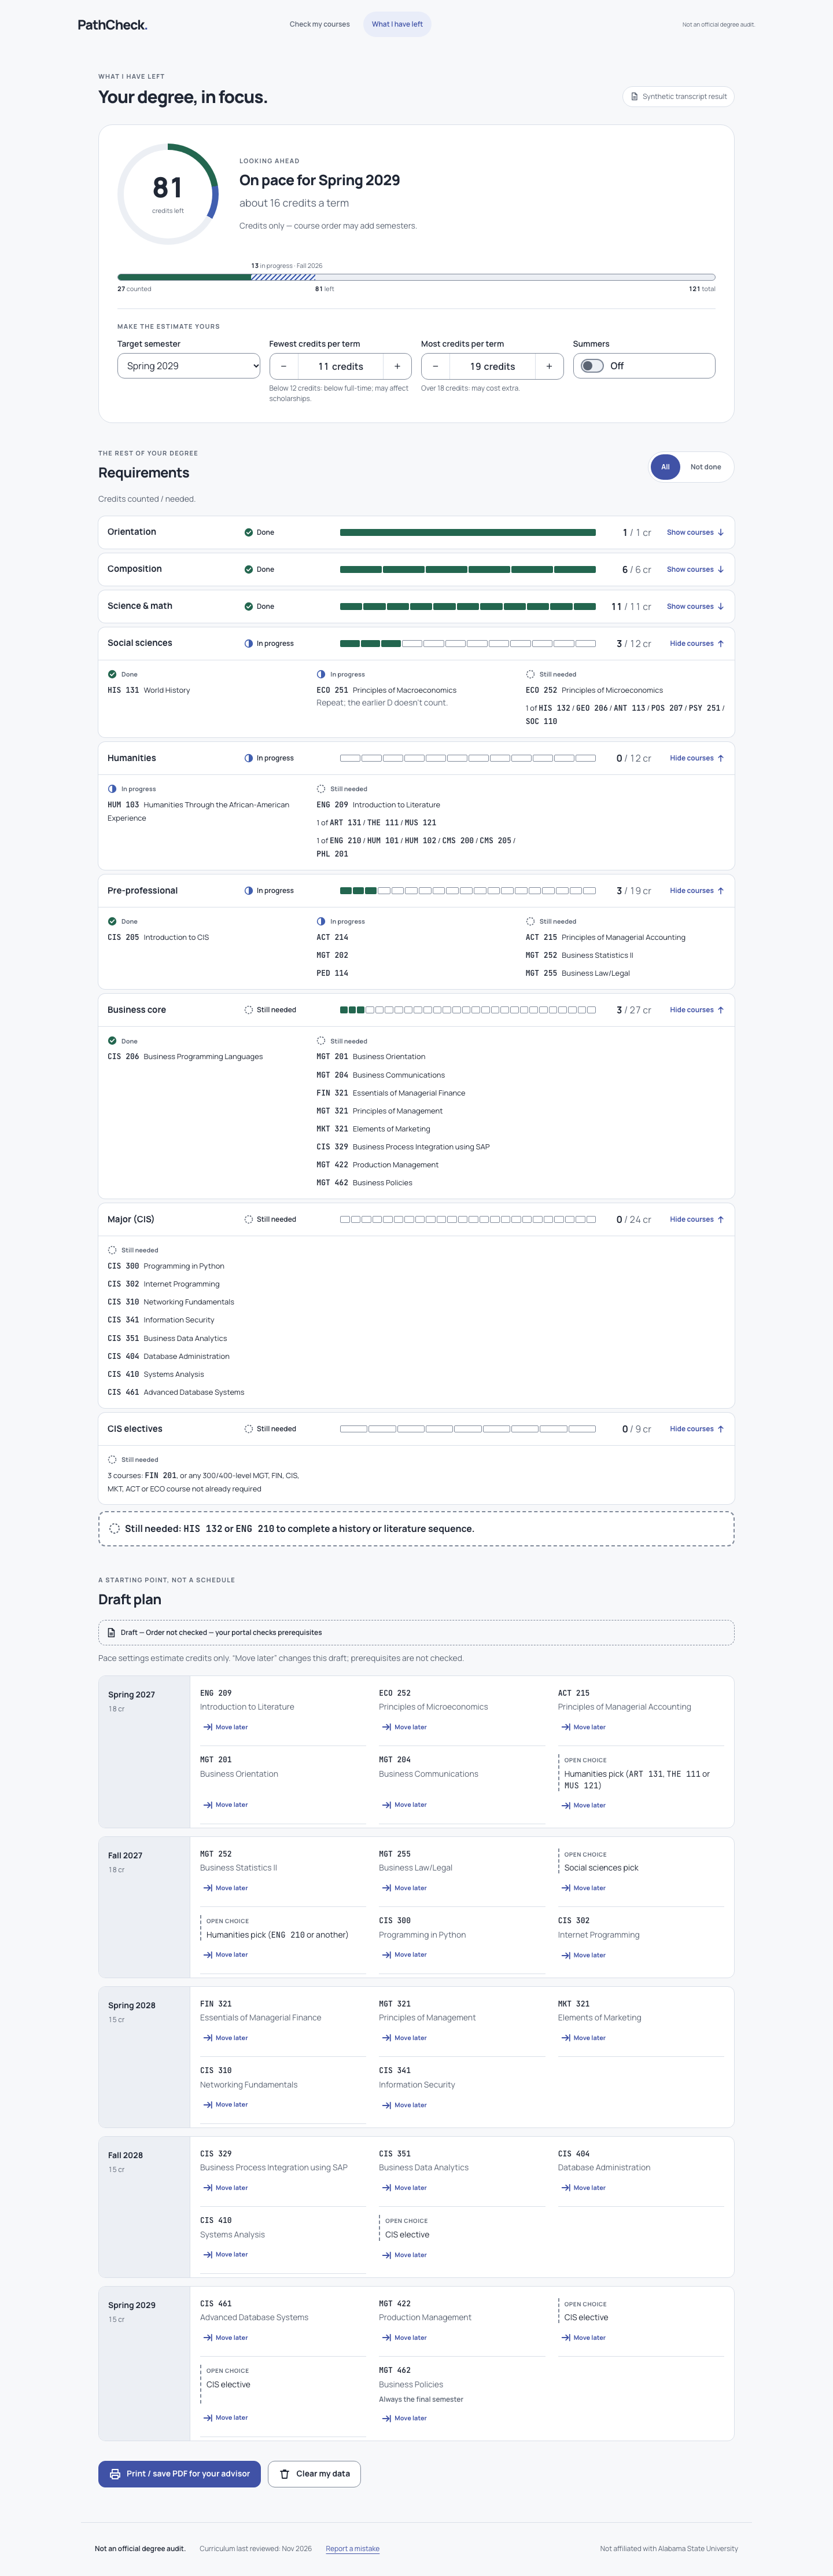 PathCheck.
Check my courses
What I have left
Not an official degree audit.
WHAT I HAVE LEFT
Your degree, in focus.
Synthetic transcript result
81
credits left
LOOKING AHEAD
On pace for Spring 2029
about 16 credits a term
Credits only — course order may add semesters.
13 in progress · Fall 2026
27 counted
81 left
121 total
MAKE THE ESTIMATE YOURS
Target semester
Fewest credits per term
Most credits per term
Summers
Spring 2029
− 11 credits +
− 19 credits +
Off
Below 12 credits: below full-time; may affect
scholarships.
Over 18 credits: may cost extra.
THE REST OF YOUR DEGREE
Requirements
All
Not done
Credits counted / needed.
Orientation
Done
1 / 1 cr
Show courses
Composition
Done
6 / 6 cr
Show courses
Science & math
Done
11 / 11 cr
Show courses
Social sciences
In progress
3 / 12 cr
Hide courses
Done
HIS 131 World History
In progress
ECO 251 Principles of Macroeconomics
Repeat; the earlier D doesn't count.
Still needed
ECO 252 Principles of Microeconomics
1 of HIS 132 / GEO 206 / ANT 113 / POS 207 / PSY 251 /
SOC 110
Humanities
In progress
0 / 12 cr
Hide courses
In progress
HUM 103 Humanities Through the African-American
Experience
Still needed
ENG 209 Introduction to Literature
1 of ART 131 / THE 111 / MUS 121
1 of ENG 210 / HUM 101 / HUM 102 / CMS 200 / CMS 205 /
PHL 201
Pre-professional
In progress
3 / 19 cr
Hide courses
Done
CIS 205 Introduction to CIS
In progress
ACT 214
MGT 202
PED 114
Still needed
ACT 215 Principles of Managerial Accounting
MGT 252 Business Statistics II
MGT 255 Business Law/Legal
Business core
Still needed
3 / 27 cr
Hide courses
Done
CIS 206 Business Programming Languages
Still needed
MGT 201 Business Orientation
MGT 204 Business Communications
FIN 321 Essentials of Managerial Finance
MGT 321 Principles of Management
MKT 321 Elements of Marketing
CIS 329 Business Process Integration using SAP
MGT 422 Production Management
MGT 462 Business Policies
Major (CIS)
Still needed
0 / 24 cr
Hide courses
Still needed
CIS 300 Programming in Python
CIS 302 Internet Programming
CIS 310 Networking Fundamentals
CIS 341 Information Security
CIS 351 Business Data Analytics
CIS 404 Database Administration
CIS 410 Systems Analysis
CIS 461 Advanced Database Systems
CIS electives
Still needed
0 / 9 cr
Hide courses
Still needed
3 courses: FIN 201, or any 300/400-level MGT, FIN, CIS,
MKT, ACT or ECO course not already required
Still needed: HIS 132 or ENG 210 to complete a history or literature sequence.
A STARTING POINT, NOT A SCHEDULE
Draft plan
Draft — Order not checked — your portal checks prerequisites
Pace settings estimate credits only. "Move later" changes this draft; prerequisites are not checked.
Spring 2027
18 cr
ENG 209
Introduction to Literature
Move later
ECO 252
Principles of Microeconomics
Move later
ACT 215
Principles of Managerial Accounting
Move later
MGT 201
Business Orientation
Move later
MGT 204
Business Communications
Move later
OPEN CHOICE
Humanities pick (ART 131, THE 111 or
MUS 121)
Move later
Fall 2027
18 cr
MGT 252
Business Statistics II
Move later
MGT 255
Business Law/Legal
Move later
OPEN CHOICE
Social sciences pick
Move later
OPEN CHOICE
Humanities pick (ENG 210 or another)
Move later
CIS 300
Programming in Python
Move later
CIS 302
Internet Programming
Move later
Spring 2028
15 cr
FIN 321
Essentials of Managerial Finance
Move later
MGT 321
Principles of Management
Move later
MKT 321
Elements of Marketing
Move later
CIS 310
Networking Fundamentals
Move later
CIS 341
Information Security
Move later
Fall 2028
15 cr
CIS 329
Business Process Integration using SAP
Move later
CIS 351
Business Data Analytics
Move later
CIS 404
Database Administration
Move later
CIS 410
Systems Analysis
Move later
OPEN CHOICE
CIS elective
Move later
Spring 2029
15 cr
CIS 461
Advanced Database Systems
Move later
MGT 422
Production Management
Move later
OPEN CHOICE
CIS elective
Move later
OPEN CHOICE
CIS elective
Move later
MGT 462
Business Policies
Always the final semester
Move later
Print / save PDF for your advisor
Clear my data
Not an official degree audit.
Curriculum last reviewed: Nov 2026
Report a mistake
Not affiliated with Alabama State University